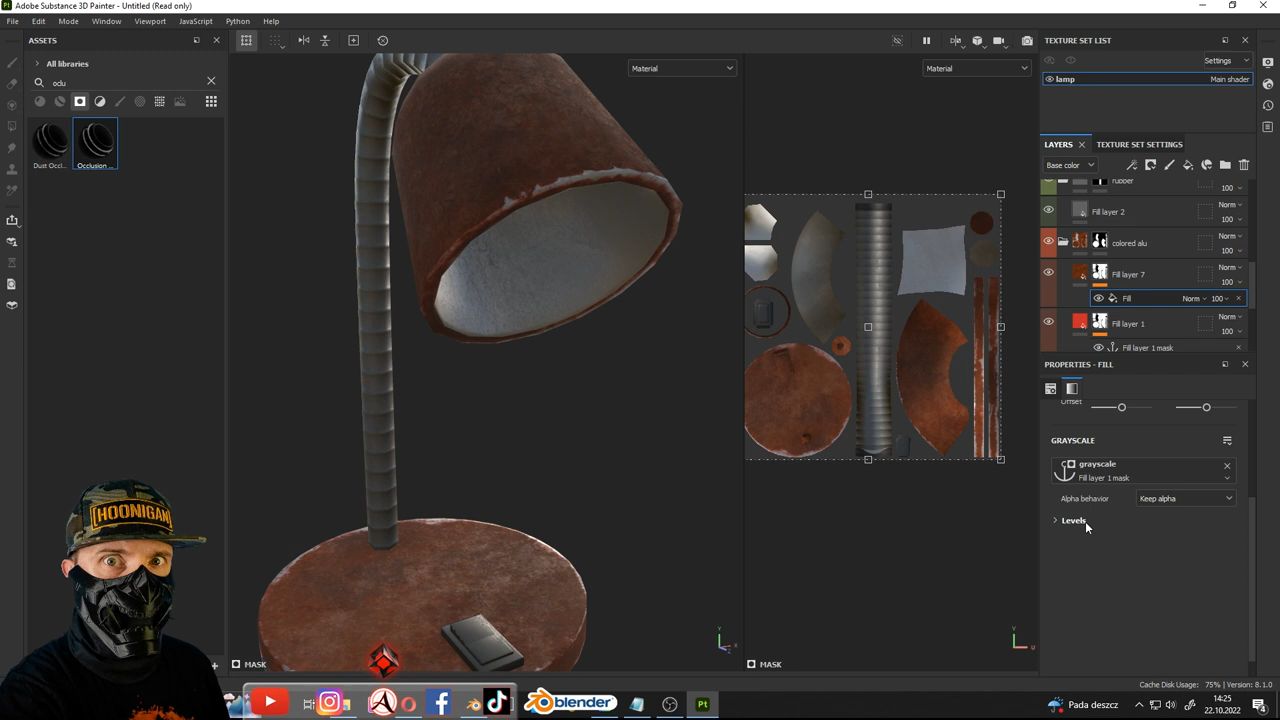 Adobe Substance 3D Painter - Untitled (Read only)
File Edit Mode Window Viewport JavaScript Python Help
ASSETS
All libraries
oclu
Dust Occl...
Occlusion ...
Material
Material
TEXTURE SET LIST
Settings
lamp Main shader
LAYERS TEXTURE SET SETTINGS
Base color
rubber
100
Fill layer 2 Norm
100
colored alu Norm
100
Fill layer 7 Norm
100
Fill Norm 100
Fill layer 1 Norm
100
Fill layer 1 mask
PROPERTIES - FILL
Offset
GRAYSCALE
grayscale
Fill layer 1 mask
Alpha behavior Keep alpha
Levels
HOONIGAN
MASK
MASK
Cache Disk Usage: 75% | Version: 8.1.0
blender
Pt
Pada deszcz
14:25
22.10.2022